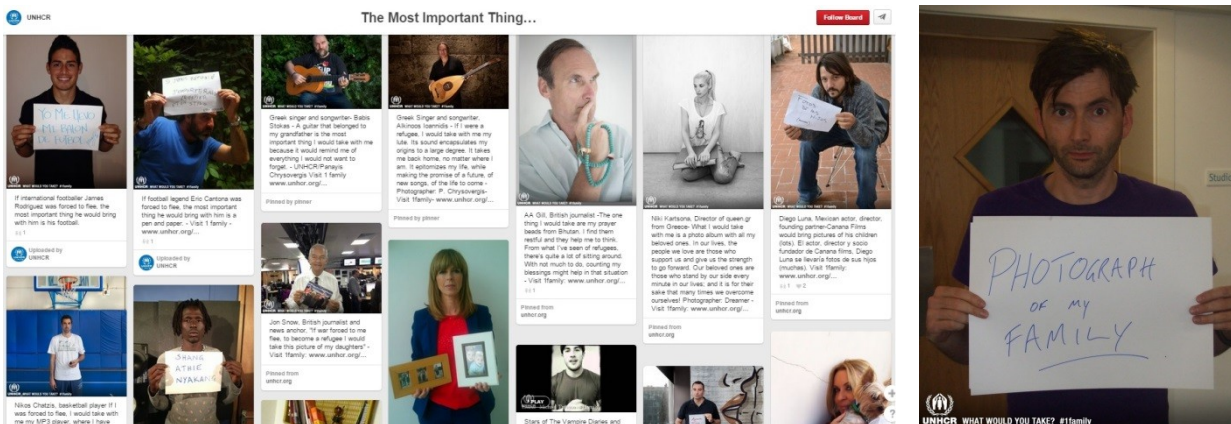 UNHCR
The Most Important Thing…
Follow Board
YO ME LLEVO
MI BALON
DE FUTBOL
If international footballer James
Rodriguez was forced to flee, the
most important thing he would bring
with him is his football.
1
Uploaded by
UNHCR
Nikos Chatzis, basketball player If I
was forced to flee, I would take with
me my MP3 player, where I have
If football legend Eric Cantona was
forced to flee, the most important
thing he would bring with him is a
pen and paper. - Visit 1 family -
www.unhcr.org/...
1
Uploaded by
UNHCR
SHANG
ATHIE
NYAKANG
Greek singer and songwriter- Babis
Stokas - A guitar that belonged to
my grandfather is the most
important thing I would take with me
because it would remind me of
everything I would not want to
forget. - UNHCR/Panayis
Chrysovergis Visit 1 family
www.unhcr.org/...
Pinned by pinner
Jon Snow, British journalist and
news anchor. "If war forced to me
flee, to become a refugee I would
take this picture of my daughters" -
Visit 1family: www.unhcr.org/...
Pinned from
unhcr.org
Greek Singer and songwriter,
Alkinoos Ioannidis - If I were a
refugee, I would take with me my
lute. Its sound encapsulates my
origins to a large degree. It takes
me back home, no matter where I
am. It epitomizes my life, while
making the promise of a future, of
new songs, of the life to come -
Photographer: P. Chrysovergis-
Visit 1 family: www.unhcr.org/...
Pinned by pinner
AA Gill, British journalist -The one
thing I would take are my prayer
beads from Bhutan. I find them
restful and they help me to think.
From what I've seen of refugees,
there's quite a lot of sitting around.
With not much to do, counting my
blessings might help in that situation
- Visit 1family: www.unhcr.org/...
1
Pinned from
unhcr.org
PLAY
Stars of The Vampire Diaries and
Niki Kartsona, Director of queen.gr
from Greece- What I would take
with me is a photo album with all my
beloved ones. In our lives, the
people we love are those who
support us and give us the strength
to go forward. Our beloved ones are
those who stand by our side every
minute in our lives; and it is for their
sake that many times we overcome
ourselves! Photographer: Dreamer -
Visit 1family: www.unhcr.org/...
Pinned from
unhcr.org
Diego Luna, Mexican actor, director,
founding partner-Canana Films
would bring pictures of his children
(lots). El actor, director y socio
fundador de Canana films, Diego
Luna se llevaría fotos de sus hijos
(muchas). Visit 1family:
www.unhcr.org/...
1 2
Pinned from
unhcr.org
Studio
PHOTOGRAPH
OF MY
FAMILY
UNHCR WHAT WOULD YOU TAKE? #1family